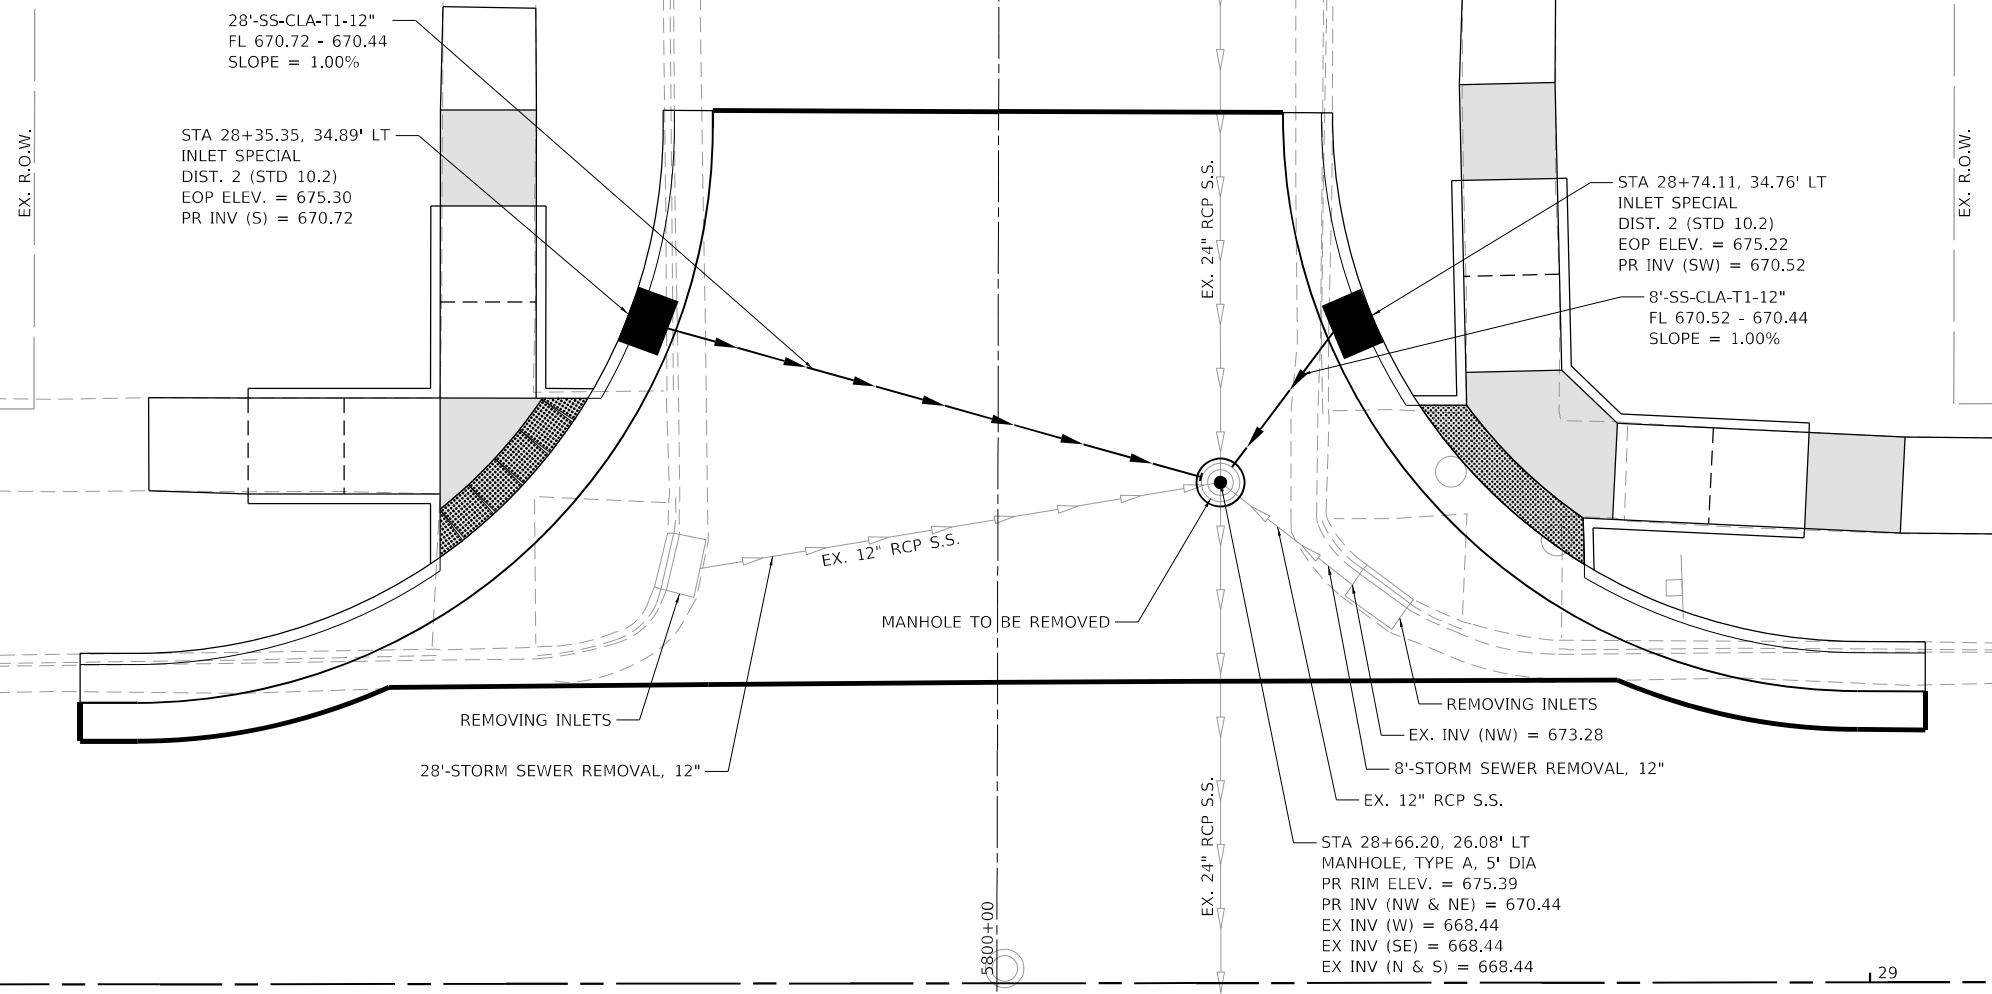 28'-SS-CLA-T1-12"
FL 670.72 - 670.44
SLOPE = 1.00%
STA 28+35.35, 34.89' LT
INLET SPECIAL
DIST. 2 (STD 10.2)
EOP ELEV. = 675.30
PR INV (S) = 670.72
EX. R.O.W.
EX. 24" RCP S.S.
EX. R.O.W.
STA 28+74.11, 34.76' LT
INLET SPECIAL
DIST. 2 (STD 10.2)
EOP ELEV. = 675.22
PR INV (SW) = 670.52
8'-SS-CLA-T1-12"
FL 670.52 - 670.44
SLOPE = 1.00%
EX. 12" RCP S.S.
MANHOLE TO BE REMOVED
REMOVING INLETS
28'-STORM SEWER REMOVAL, 12"
REMOVING INLETS
EX. INV (NW) = 673.28
8'-STORM SEWER REMOVAL, 12"
EX. 12" RCP S.S.
EX. 24" RCP S.S.
STA 28+66.20, 26.08' LT
MANHOLE, TYPE A, 5' DIA
PR RIM ELEV. = 675.39
PR INV (NW & NE) = 670.44
EX INV (W) = 668.44
EX INV (SE) = 668.44
EX INV (N & S) = 668.44
5800+00
29